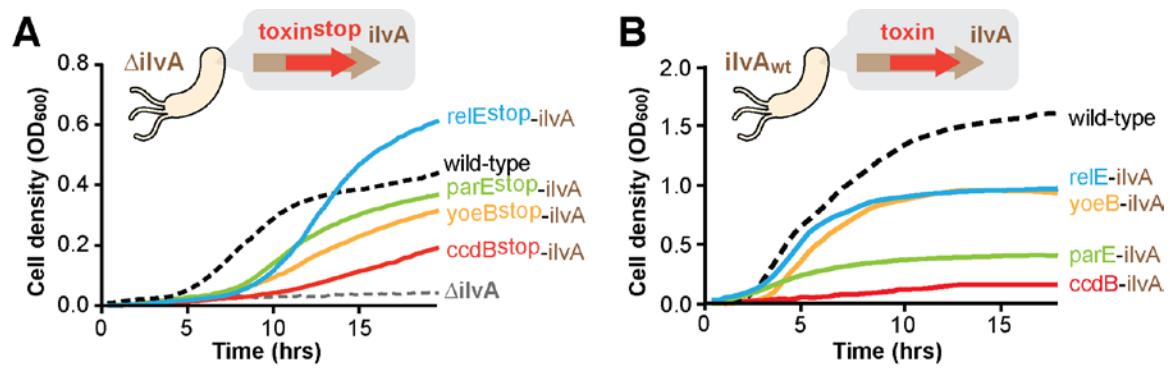 A
ΔilvA
toxinstop ilvA
Cell density (OD600)
0.8
0.6
0.4
0.2
0.0
0 5 10 15
Time (hrs)
relEstop-ilvA
wild-type
parEstop-ilvA
yoeBstop-ilvA
ccdBstop-ilvA
ΔilvA
B
ilvAwt
toxin ilvA
Cell density (OD600)
2.0
1.5
1.0
0.5
0.0
0 5 10 15
Time (hrs)
wild-type
relE-ilvA
yoeB-ilvA
parE-ilvA
ccdB-ilvA